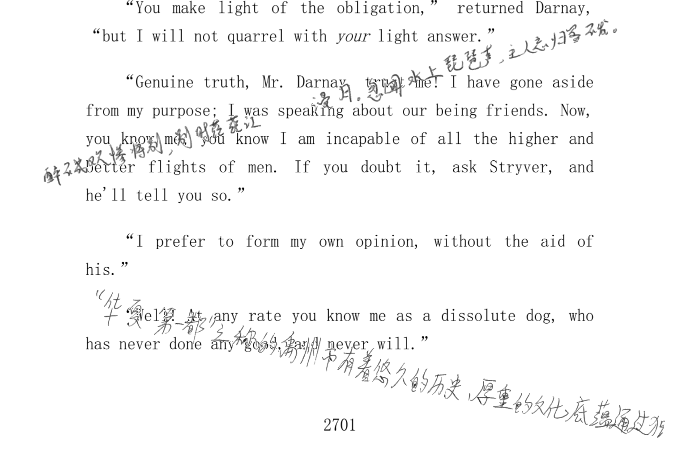 “You make light of the obligation,” returned Darnay,
“but I will not quarrel with your light answer.”
浸月。忽闻水上琵琶声,主人忘归客不发。
“Genuine truth, Mr. Darnay, trust me! I have gone aside
from my purpose; I was speaking about our being friends. Now,
you know me; you know I am incapable of all the higher and
醉不成欢惨将别,别时茫茫江
better flights of men. If you doubt it, ask Stryver, and
he'll tell you so.”
“I prefer to form my own opinion, without the aid of
his.”
“华夏第一都”之称的禹州市有着悠久的历史、厚重的文化底蕴通过独
“Well! At any rate you know me as a dissolute dog, who
has never done any good, and never will.”
2701